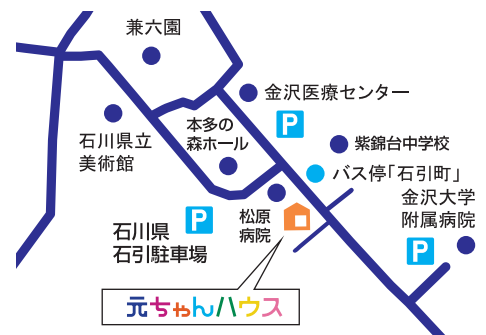 兼六園
金沢医療センター
P
本多の
森ホール
紫錦台中学校
石川県立
美術館
バス停「石引町」
金沢大学
附属病院
P
松原
病院
P
石川県
石引駐車場
元ちゃんハウス